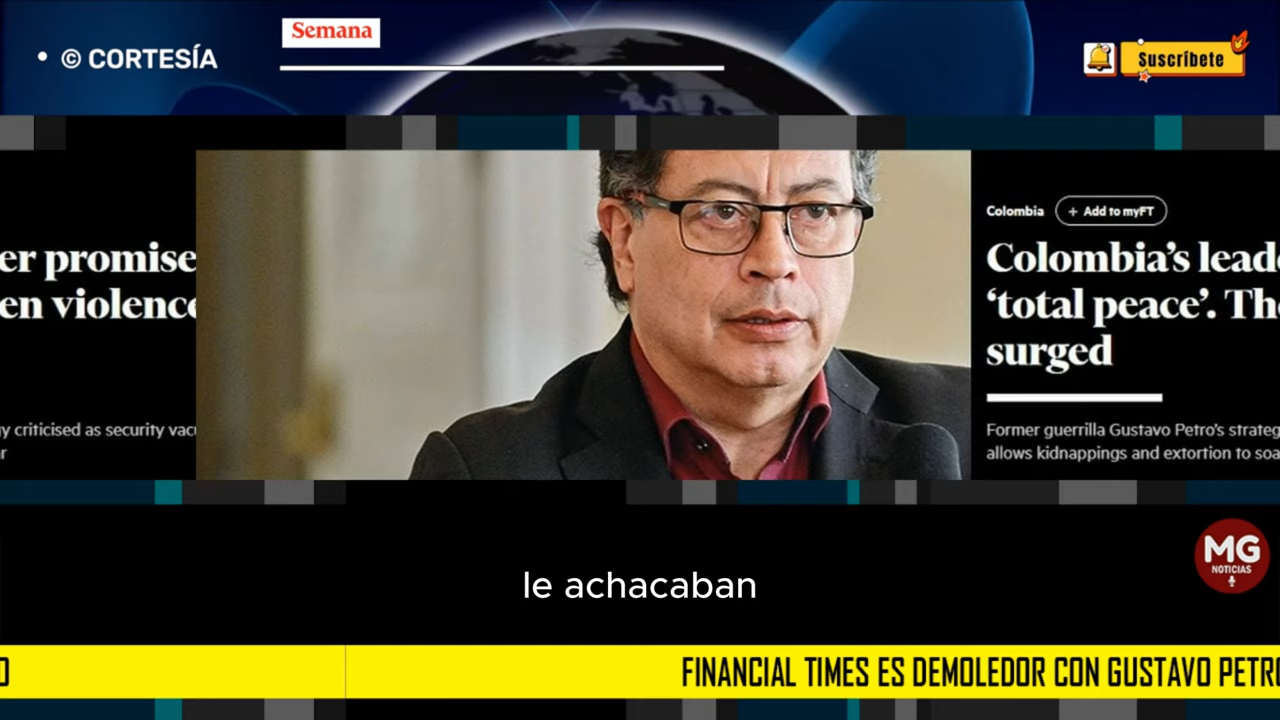 Semana
• © CORTESÍA
Suscríbete
er promise
en violence
y criticised as security vacu
r
Colombia
+ Add to myFT
Colombia's lead
‘total peace’. The
surged
Former guerrilla Gustavo Petro's strateg
allows kidnappings and extortion to soa
MG
NOTICIAS
le achacaban
O
FINANCIAL TIMES ES DEMOLEDOR CON GUSTAVO PETRO